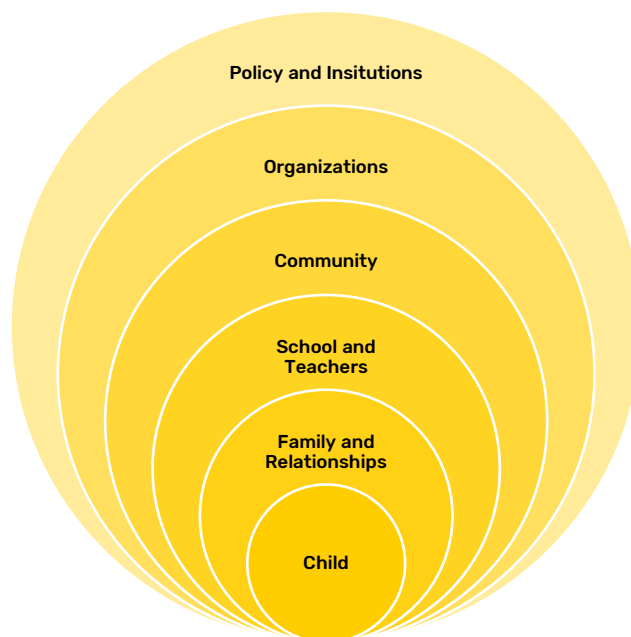 Policy and Insitutions
Organizations
Community
School and
Teachers
Family and
Relationships
Child